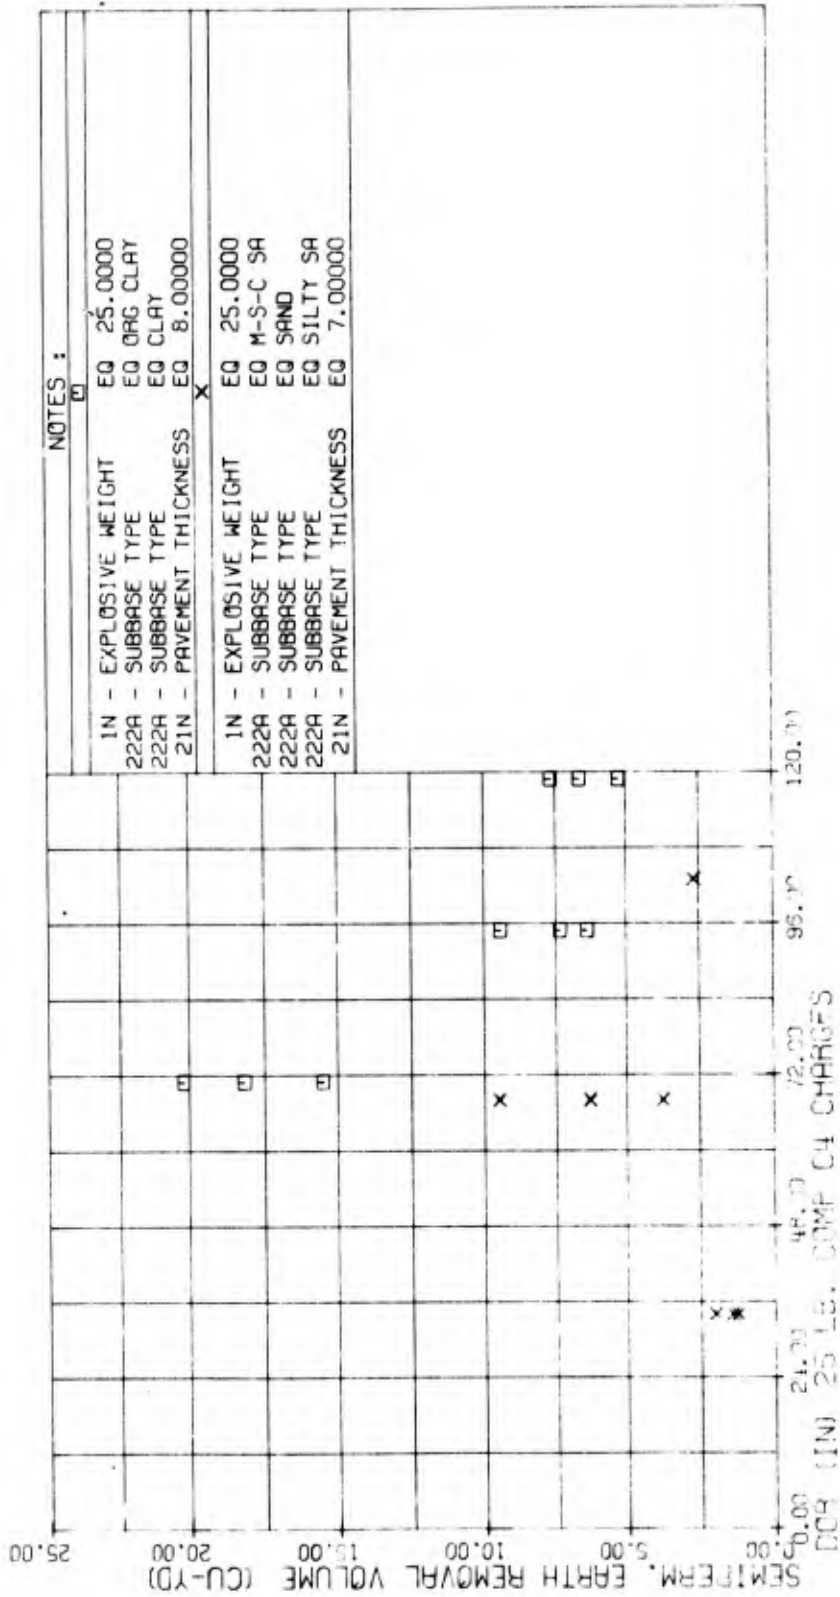 NOTES :
1N - EXPLOSIVE WEIGHT EQ 25.0000
222A - SUBBASE TYPE EQ ORG CLAY
222A - SUBBASE TYPE EQ CLAY
21N - PAVEMENT THICKNESS EQ 8.00000
X
1N - EXPLOSIVE WEIGHT EQ 25.0000
222A - SUBBASE TYPE EQ M-S-C SA
222A - SUBBASE TYPE EQ SAND
222A - SUBBASE TYPE EQ SILTY SA
21N - PAVEMENT THICKNESS EQ 7.00000
SEMIPERM. EARTH REMOVAL VOLUME (CU-YD)
25.00
20.00
15.00
10.00
5.00
0.00
0.00 24.00 48.00 72.00 96.00 120.00
(IN) 25 LB. COMP C4 CHARGES